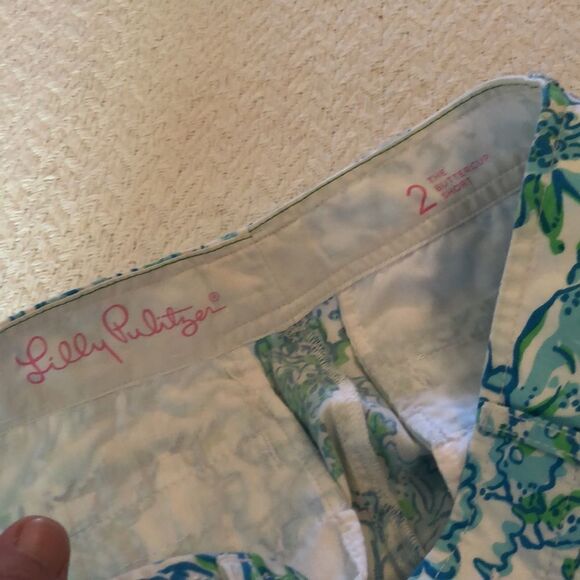 Lilly Pulitzer®
2
THE
BUTTERCUP
SHORT